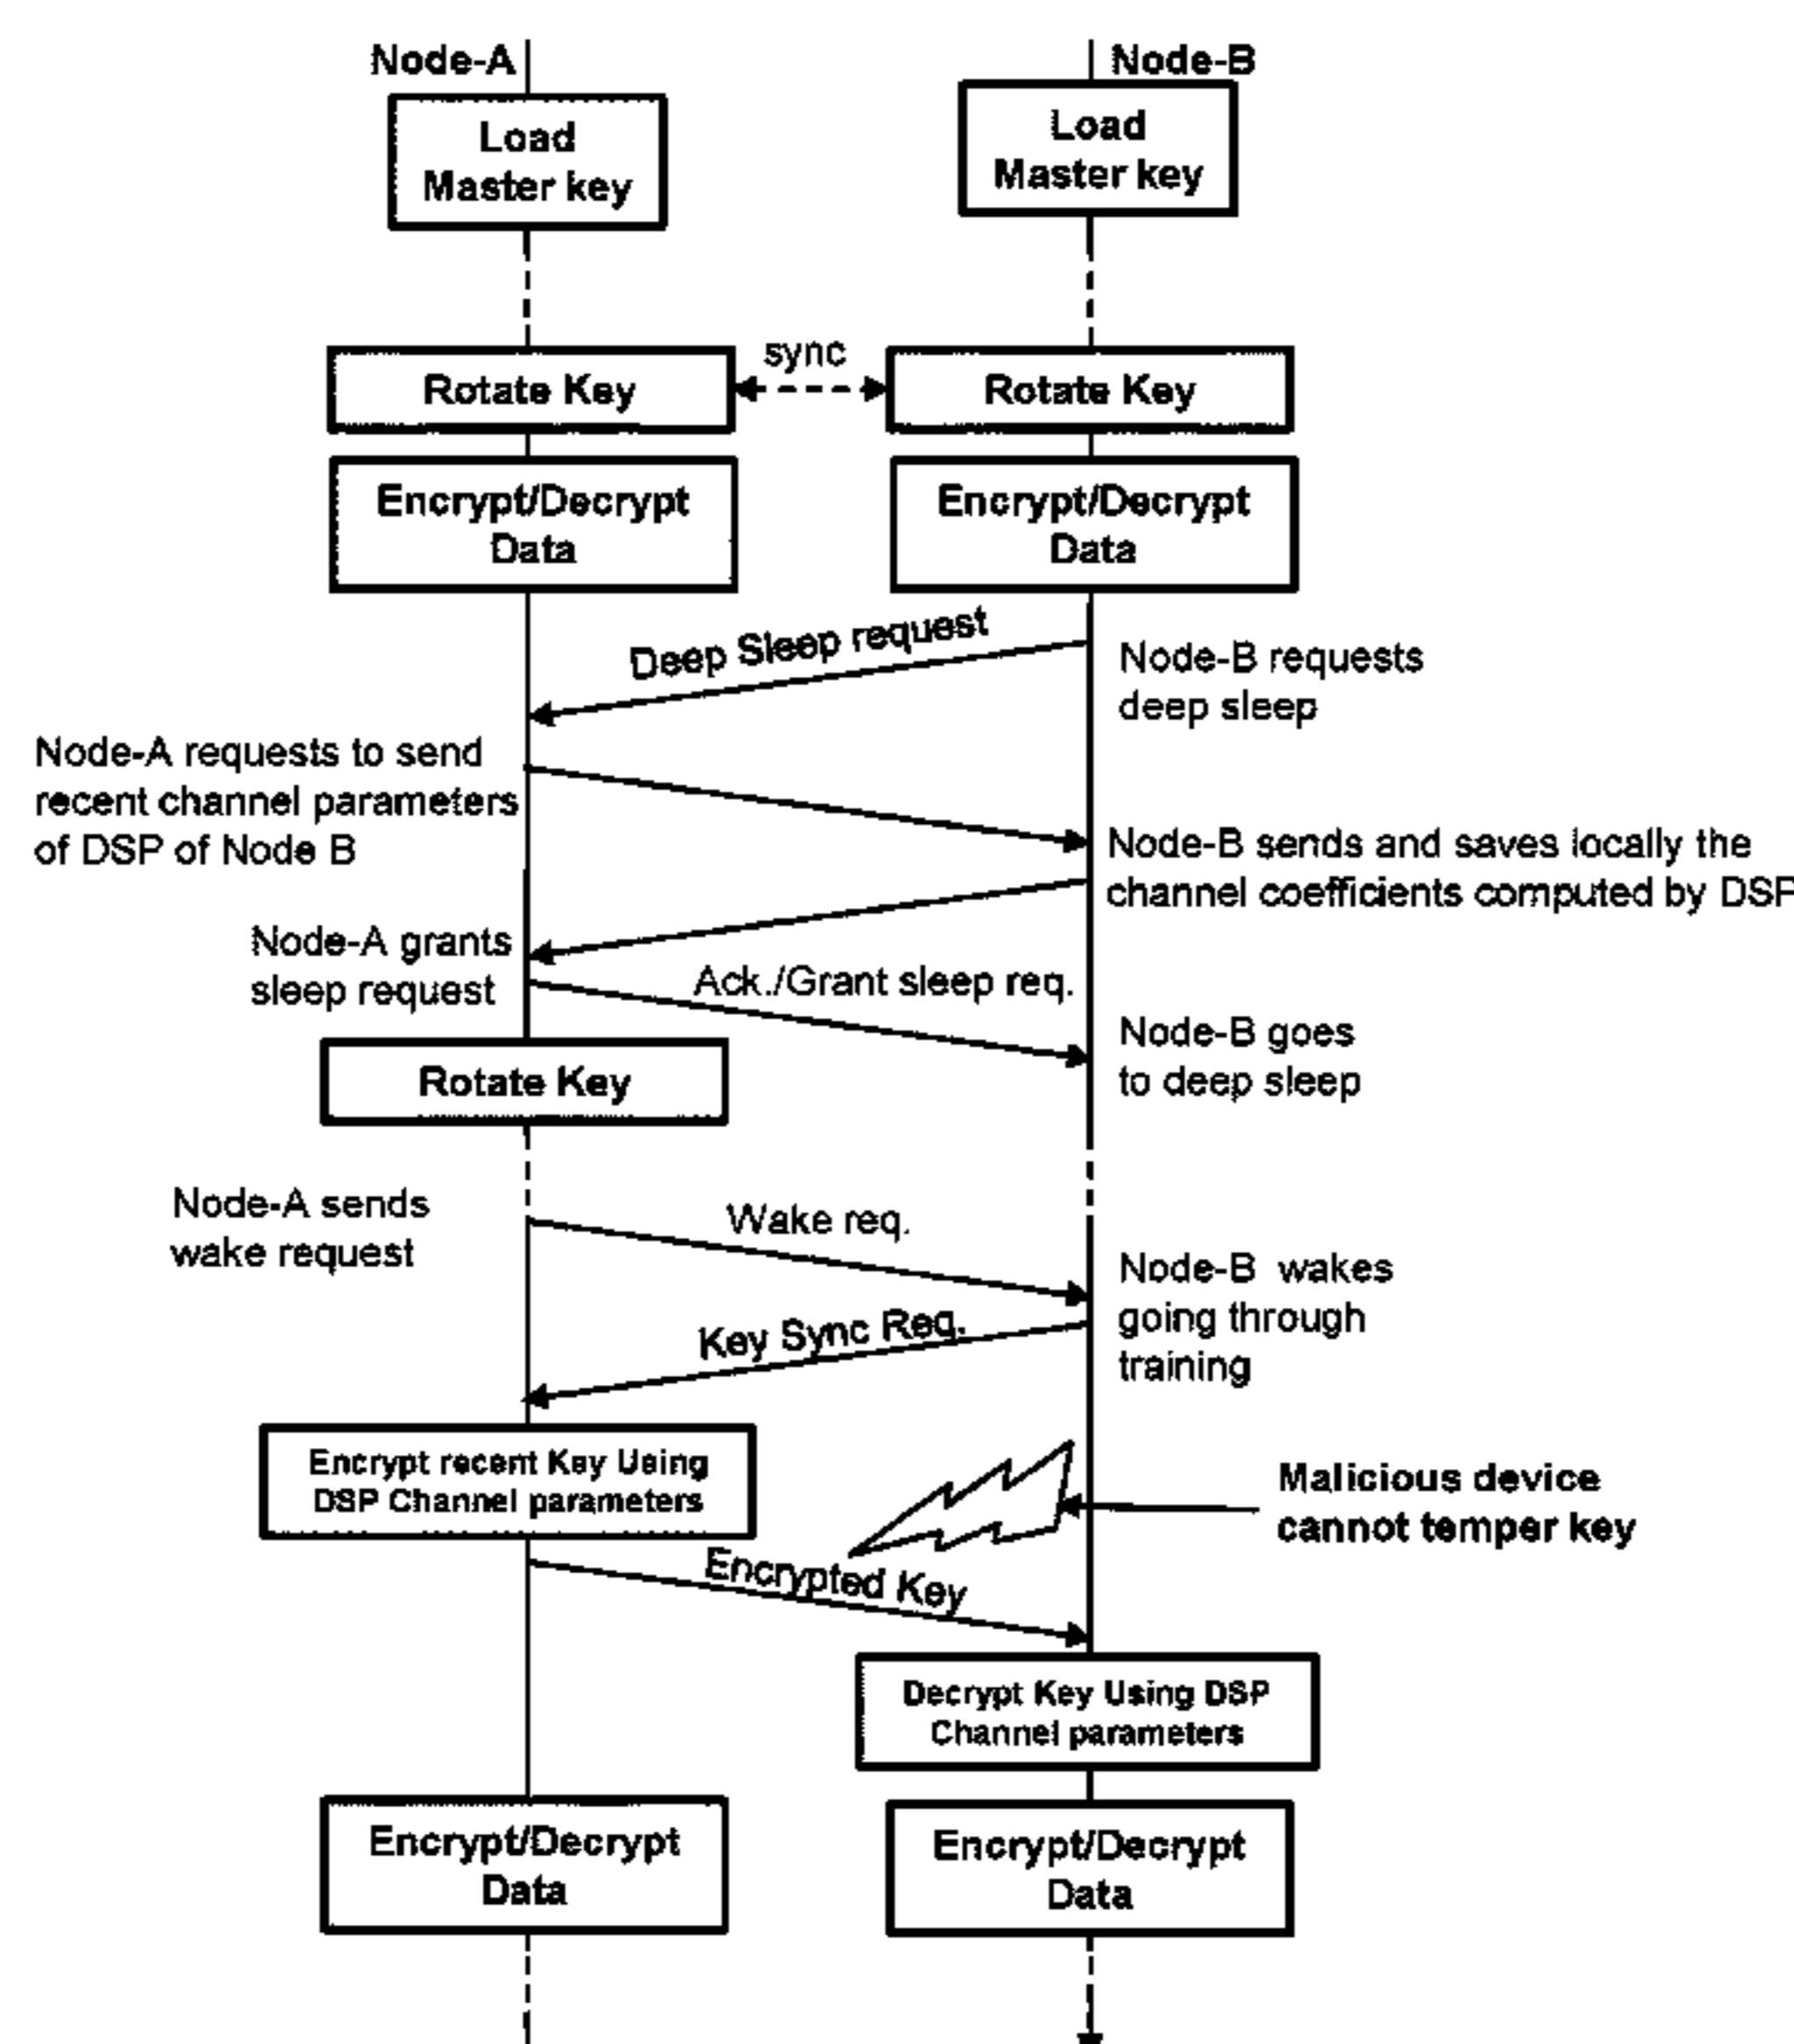 Node-A
Node-B
Load
Master key
Load
Master key
sync
Rotate Key
Rotate Key
Encrypt/Decrypt
Data
Encrypt/Decrypt
Data
Deep Sleep request
Node-B requests
deep sleep
Node-A requests to send
recent channel parameters
of DSP of Node B
Node-B sends and saves locally the
channel coefficients computed by DSP
Node-A grants
sleep request
Ack./Grant sleep req.
Node-B goes
to deep sleep
Rotate Key
Node-A sends
wake request
Wake req.
Node-B wakes
going through
training
Key Sync Req.
Encrypt recent Key Using
DSP Channel parameters
Malicious device
cannot temper key
Encrypted Key
Decrypt Key Using DSP
Channel parameters
Encrypt/Decrypt
Data
Encrypt/Decrypt
Data